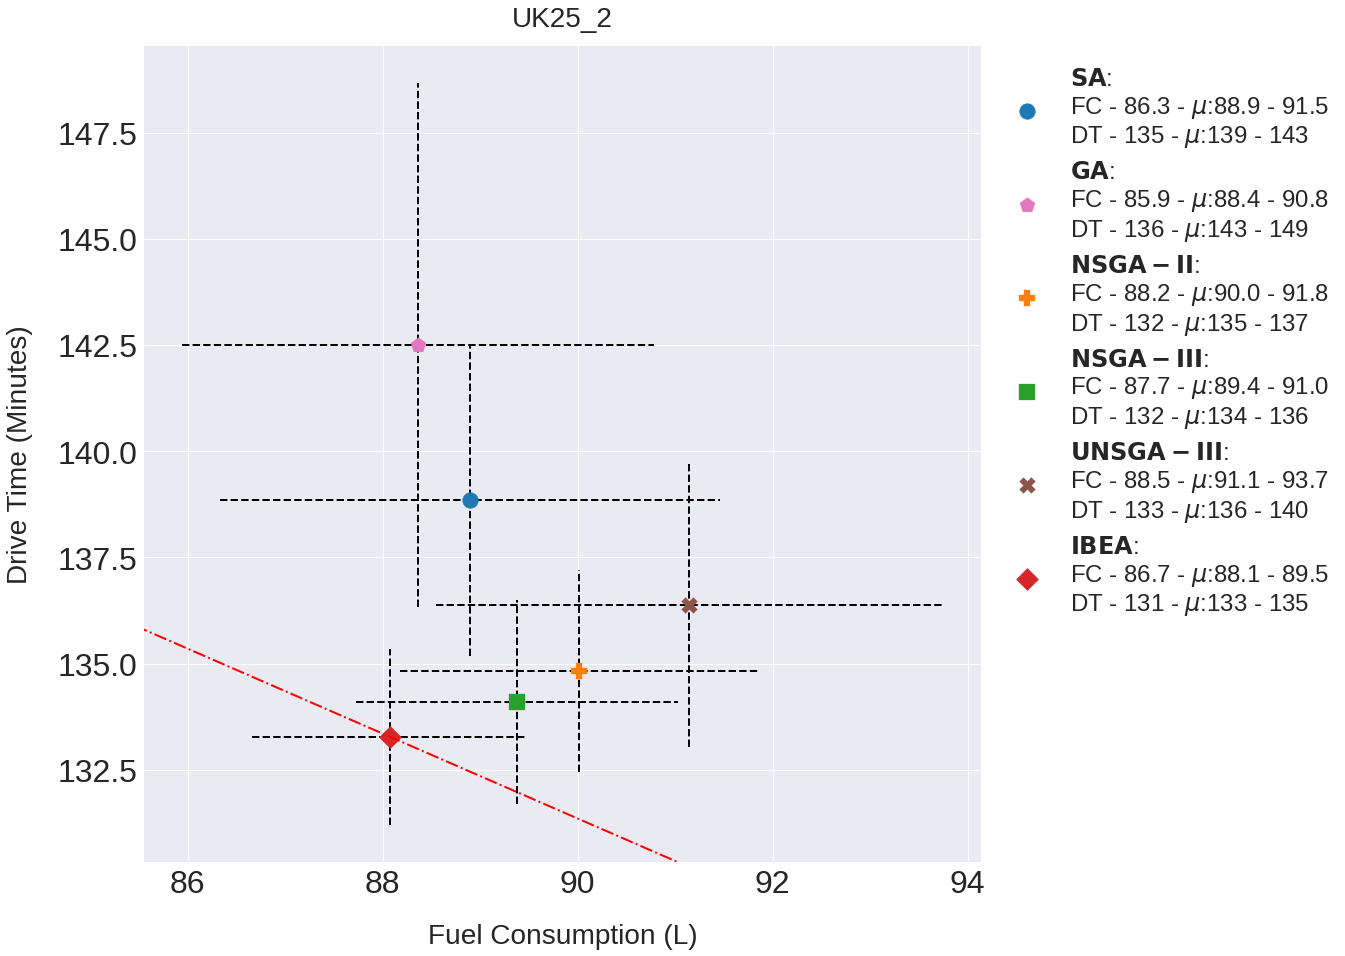 UK25_2
147.5
145.0
142.5
140.0
137.5
135.0
132.5
Drive Time (Minutes)
86
88
90
92
94
Fuel Consumption (L)
SA:
FC - 86.3 - μ:88.9 - 91.5
DT - 135 - μ:139 - 143
GA:
FC - 85.9 - μ:88.4 - 90.8
DT - 136 - μ:143 - 149
NSGA − II:
FC - 88.2 - μ:90.0 - 91.8
DT - 132 - μ:135 - 137
NSGA − III:
FC - 87.7 - μ:89.4 - 91.0
DT - 132 - μ:134 - 136
UNSGA − III:
FC - 88.5 - μ:91.1 - 93.7
DT - 133 - μ:136 - 140
IBEA:
FC - 86.7 - μ:88.1 - 89.5
DT - 131 - μ:133 - 135